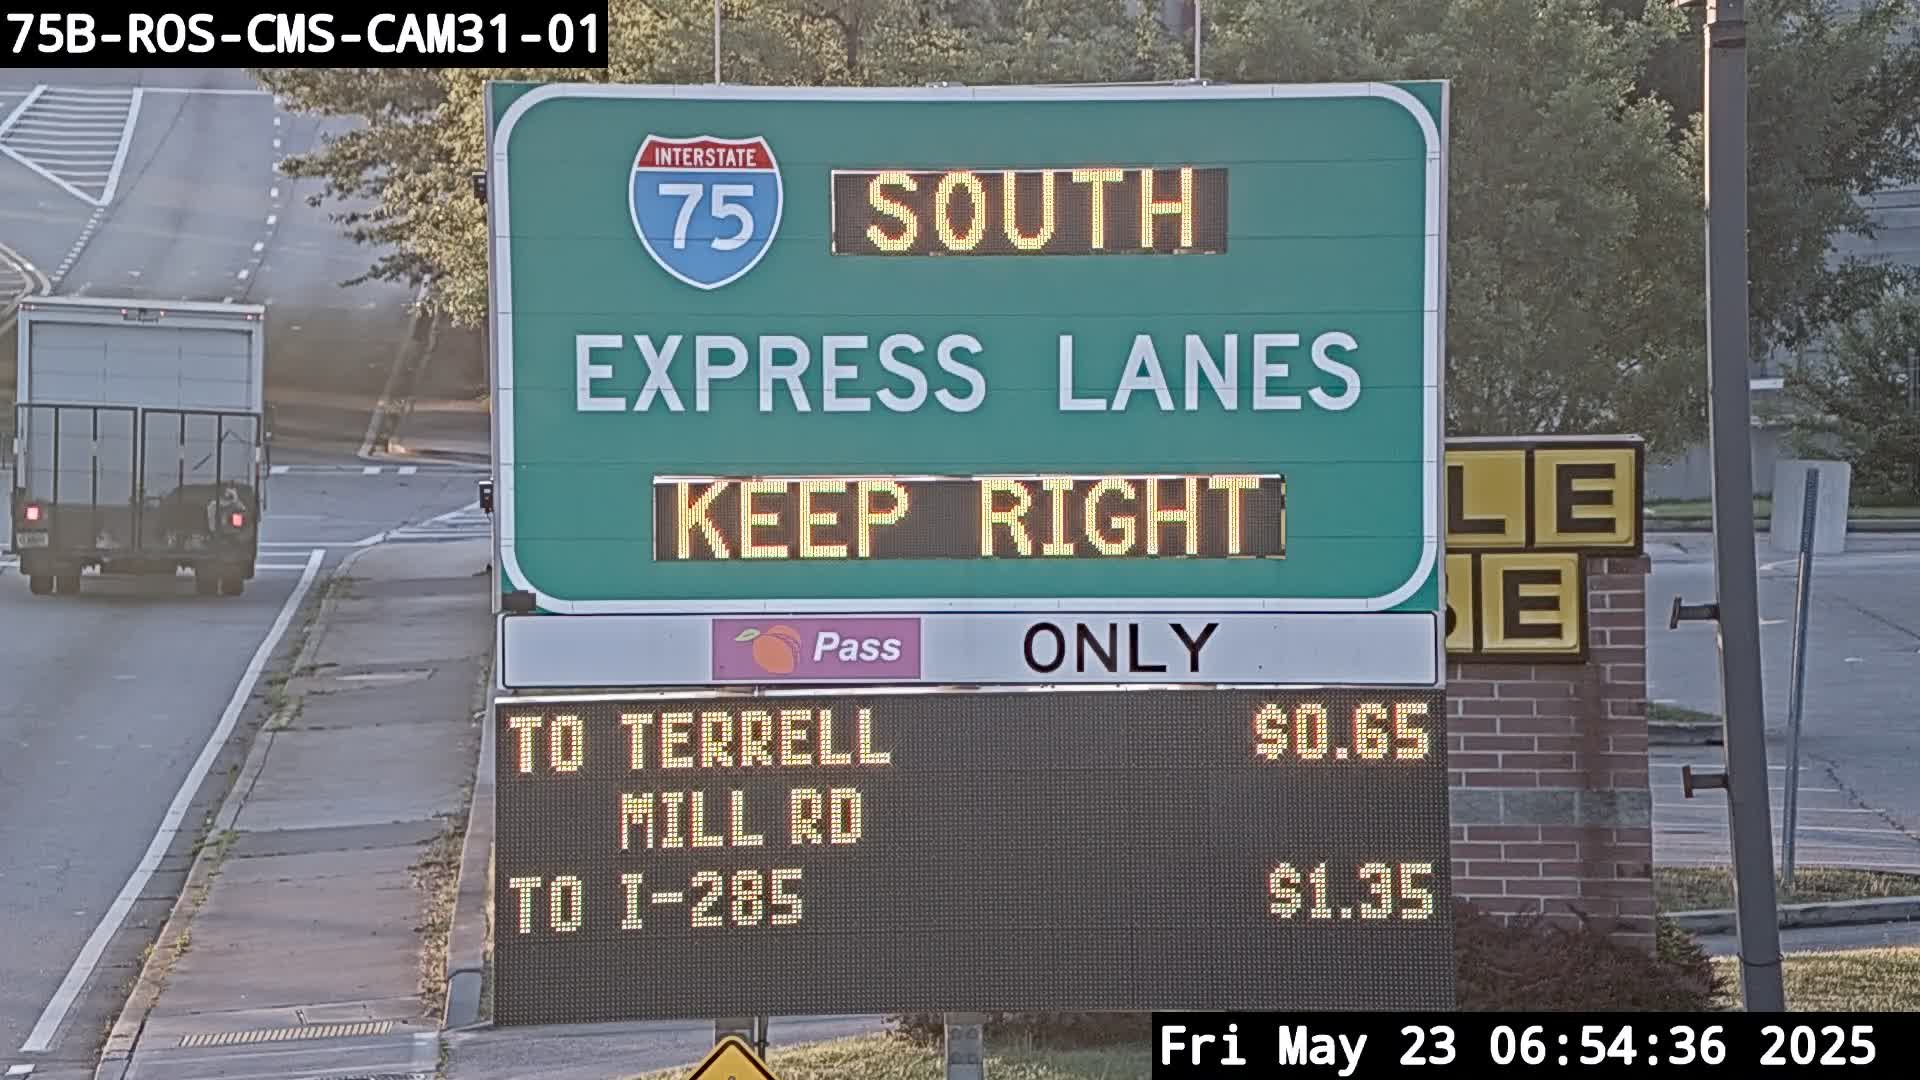 75B-ROS-CMS-CAM31-01
INTERSTATE
75
SOUTH
EXPRESS LANES
KEEP RIGHT
Pass ONLY
TO TERRELL $0.65
MILL RD
TO I-285 $1.35
LE
E
Fri May 23 06:54:36 2025